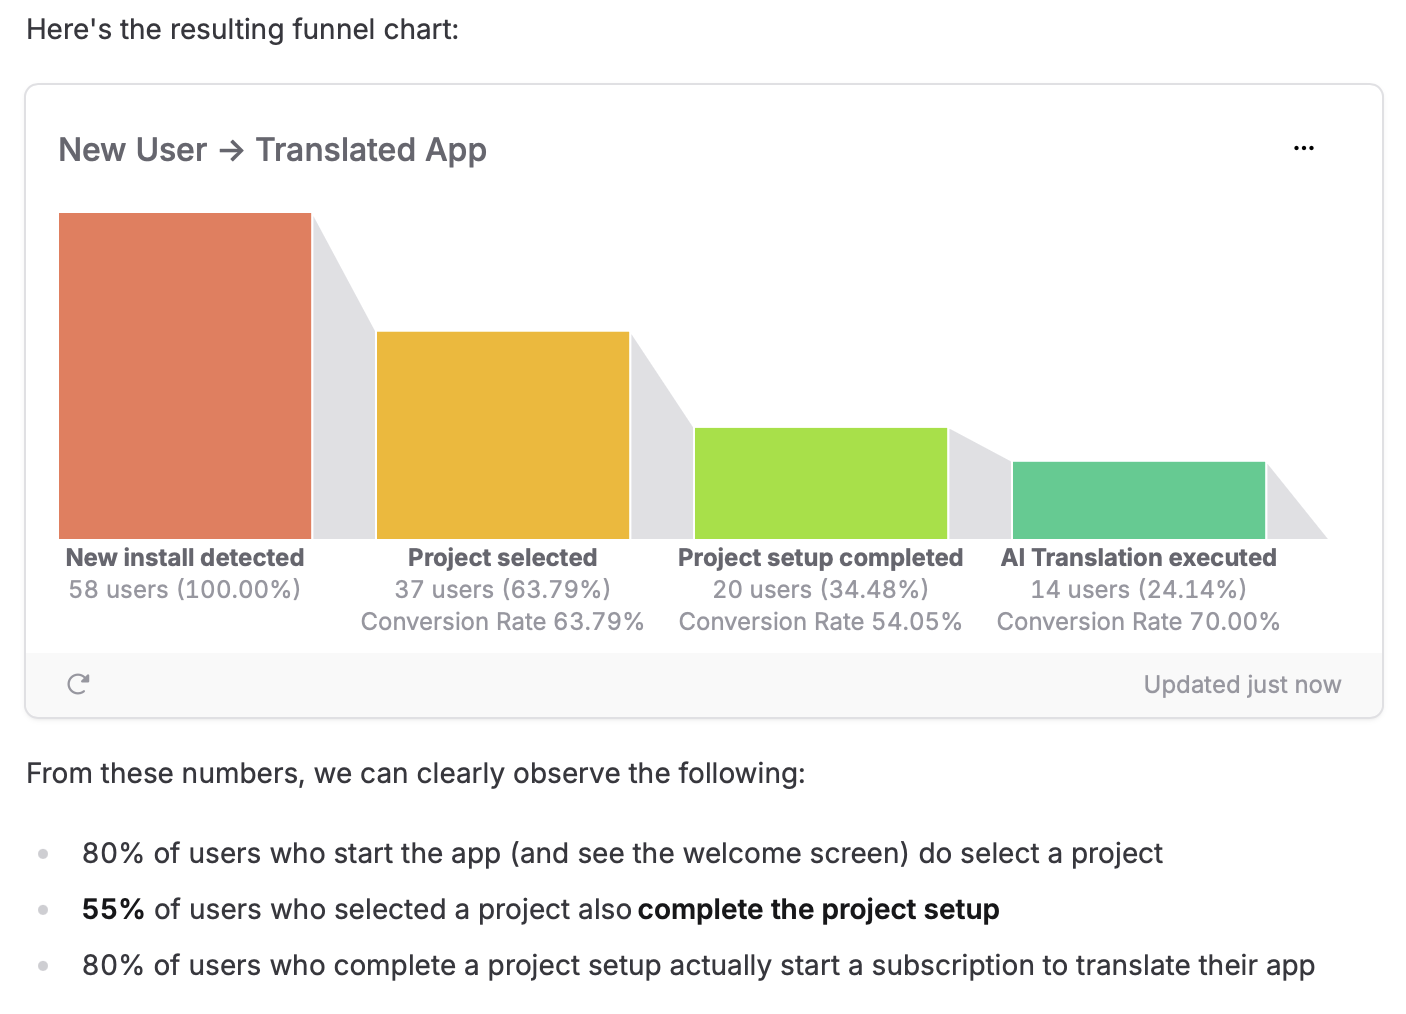 Here's the resulting funnel chart:
New User → Translated App
...
New install detected
58 users (100.00%)
Project selected
37 users (63.79%)
Conversion Rate 63.79%
Project setup completed
20 users (34.48%)
Conversion Rate 54.05%
AI Translation executed
14 users (24.14%)
Conversion Rate 70.00%
Updated just now
From these numbers, we can clearly observe the following:
• 80% of users who start the app (and see the welcome screen) do select a project
• 55% of users who selected a project also complete the project setup
• 80% of users who complete a project setup actually start a subscription to translate their app